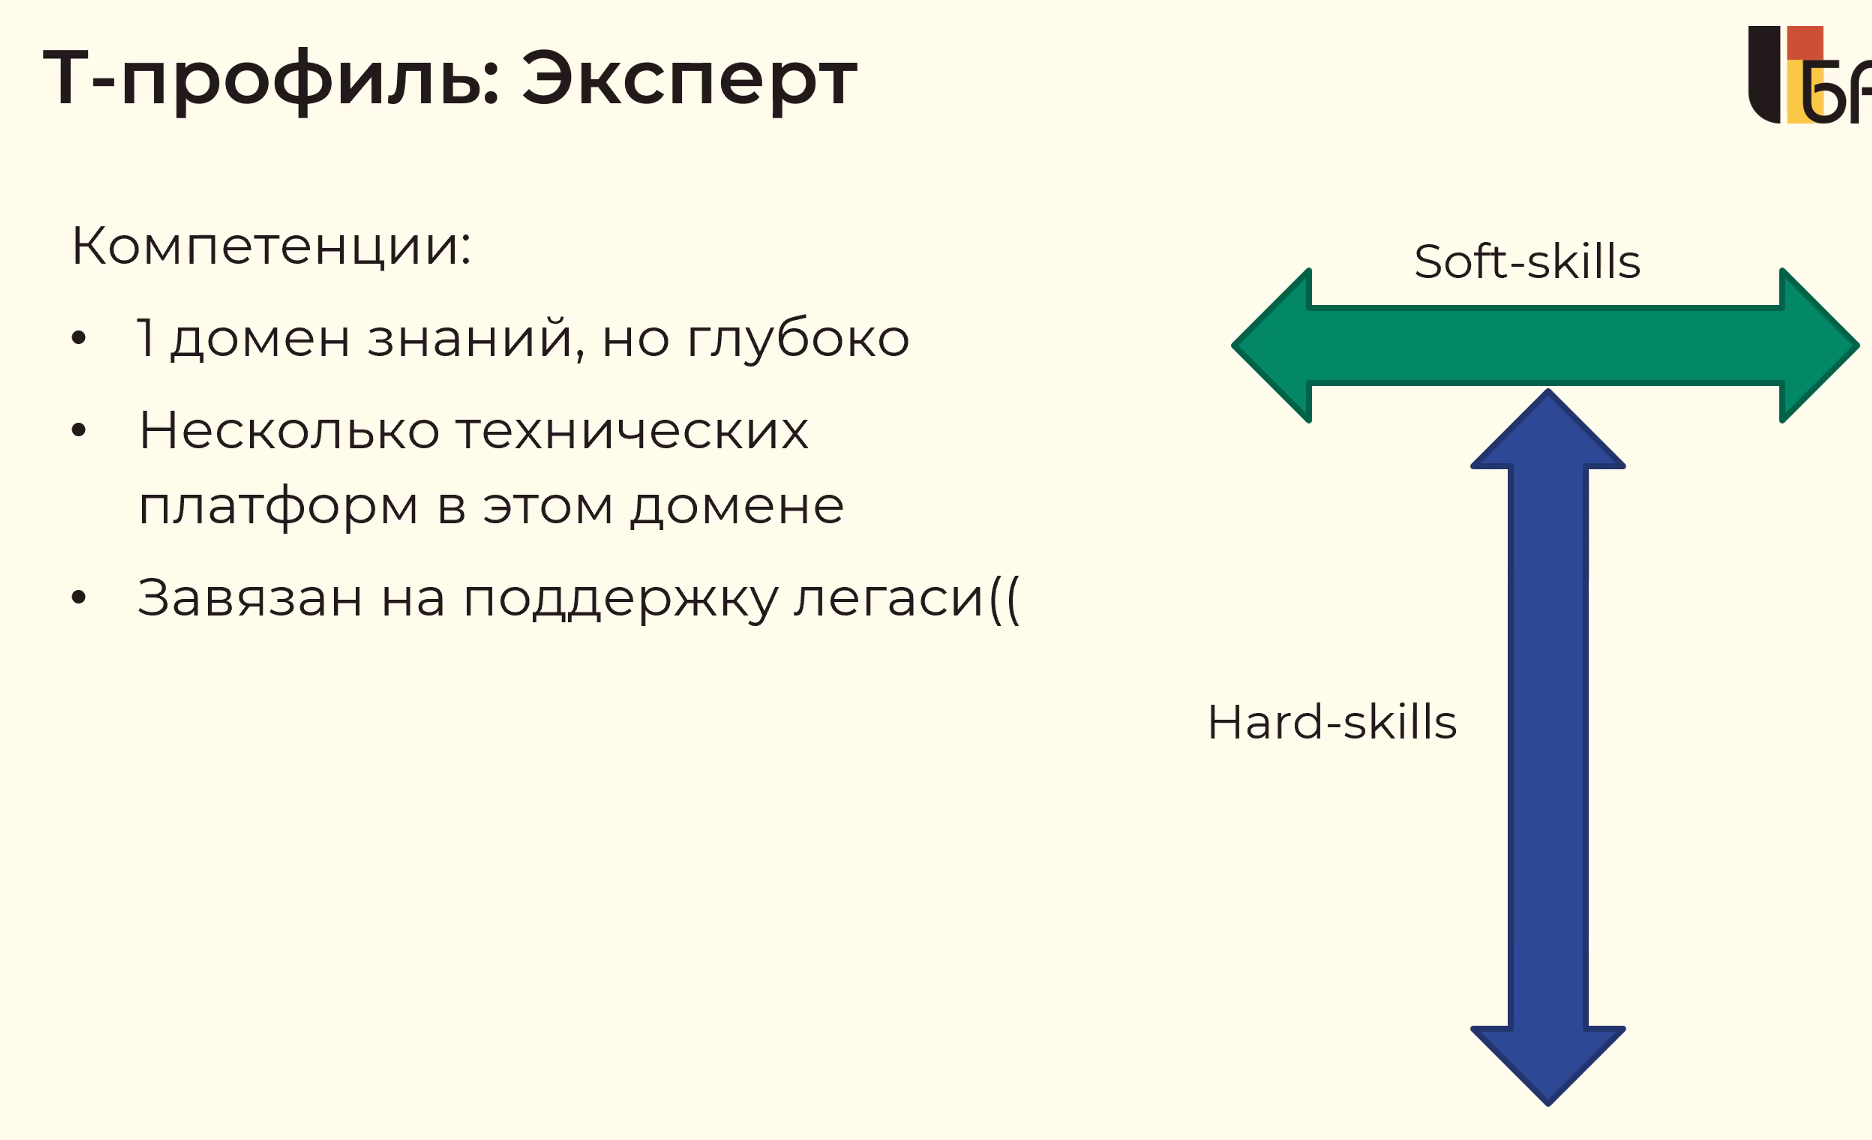 Т-профиль: Эксперт
Компетенции:
• 1 домен знаний, но глубоко
• Несколько технических
платформ в этом домене
• Завязан на поддержку легаси((
Soft-skills
Hard-skills